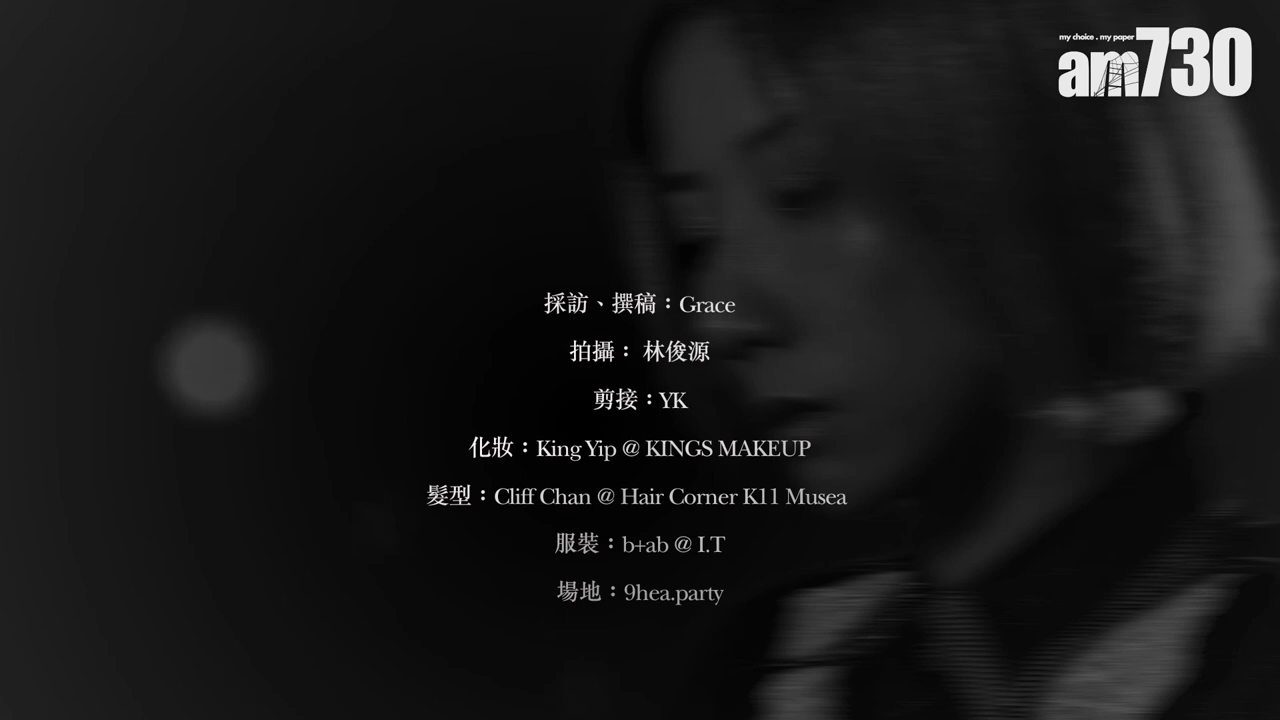 my choice . my paper
am730
採訪、撰稿：Grace
拍攝： 林俊源
剪接：YK
化妝：King Yip @ KINGS MAKEUP
髮型：Cliff Chan @ Hair Corner K11 Musea
服裝：b+ab @ I.T
場地：9hea.party